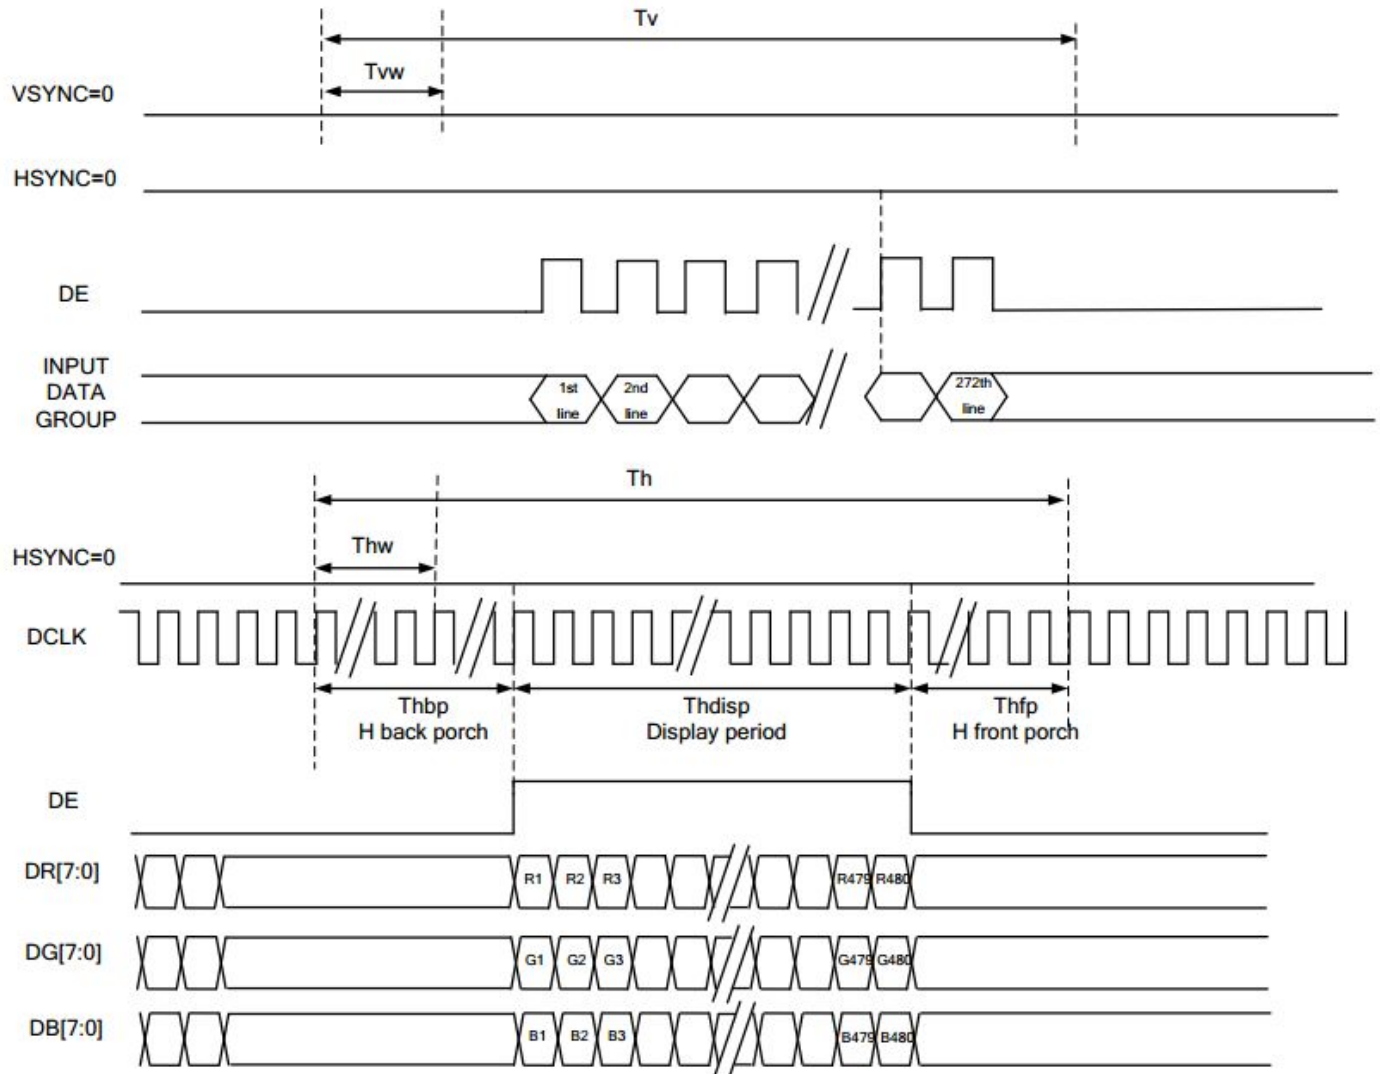 Tv
Tvw
VSYNC=0
HSYNC=0
DE
INPUT
DATA
GROUP
1st
line
2nd
line
272th
line
Th
Thw
HSYNC=0
DCLK
Thbp
H back porch
Thdisp
Display period
Thfp
H front porch
DE
DR[7:0]
R1 R2 R3 R479 R480
DG[7:0]
G1 G2 G3 G479 G480
DB[7:0]
B1 B2 B3 B479 B480